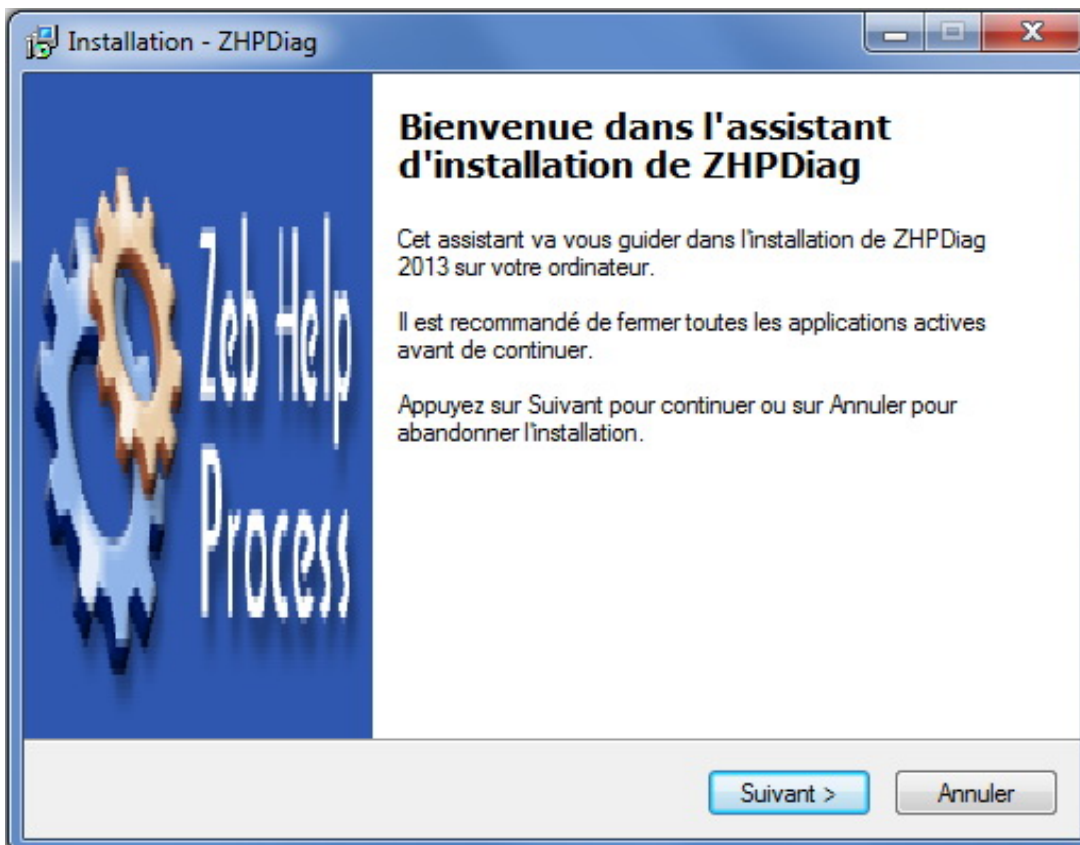 Installation - ZHPDiag
Zeb Help
Process
Bienvenue dans l'assistant
d'installation de ZHPDiag
Cet assistant va vous guider dans l'installation de ZHPDiag
2013 sur votre ordinateur.
Il est recommandé de fermer toutes les applications actives
avant de continuer.
Appuyez sur Suivant pour continuer ou sur Annuler pour
abandonner l'installation.
Suivant >
Annuler